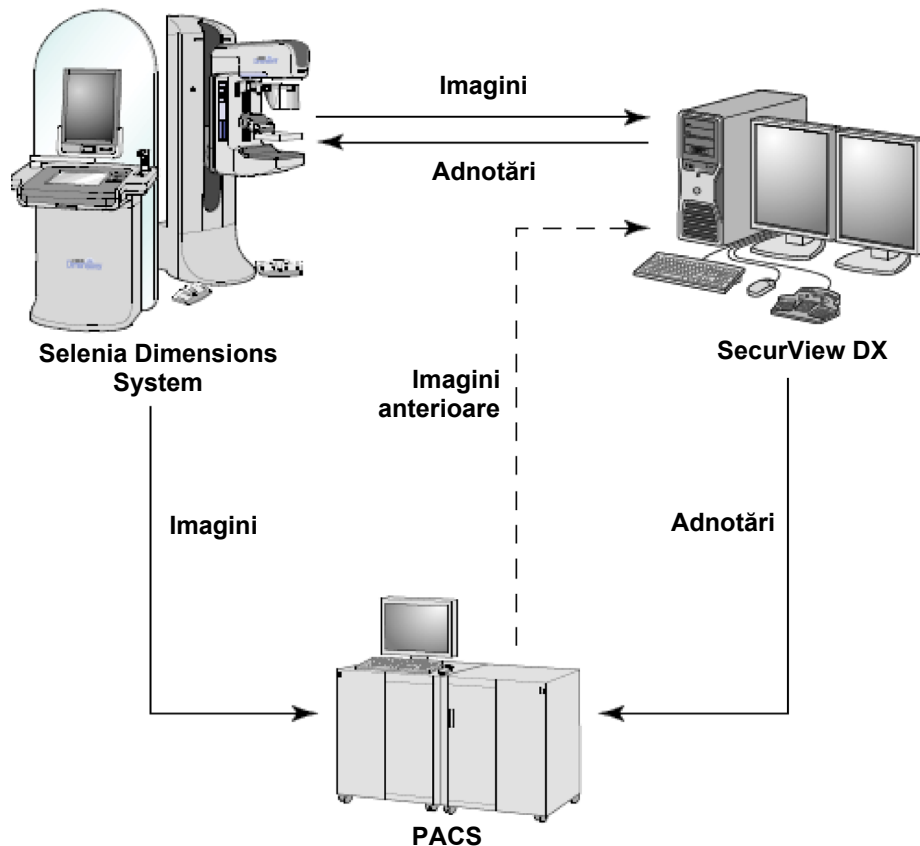 Imagini
Adnotări
Selenia Dimensions
System
SecurView DX
Imagini
anterioare
Imagini
Adnotări
PACS